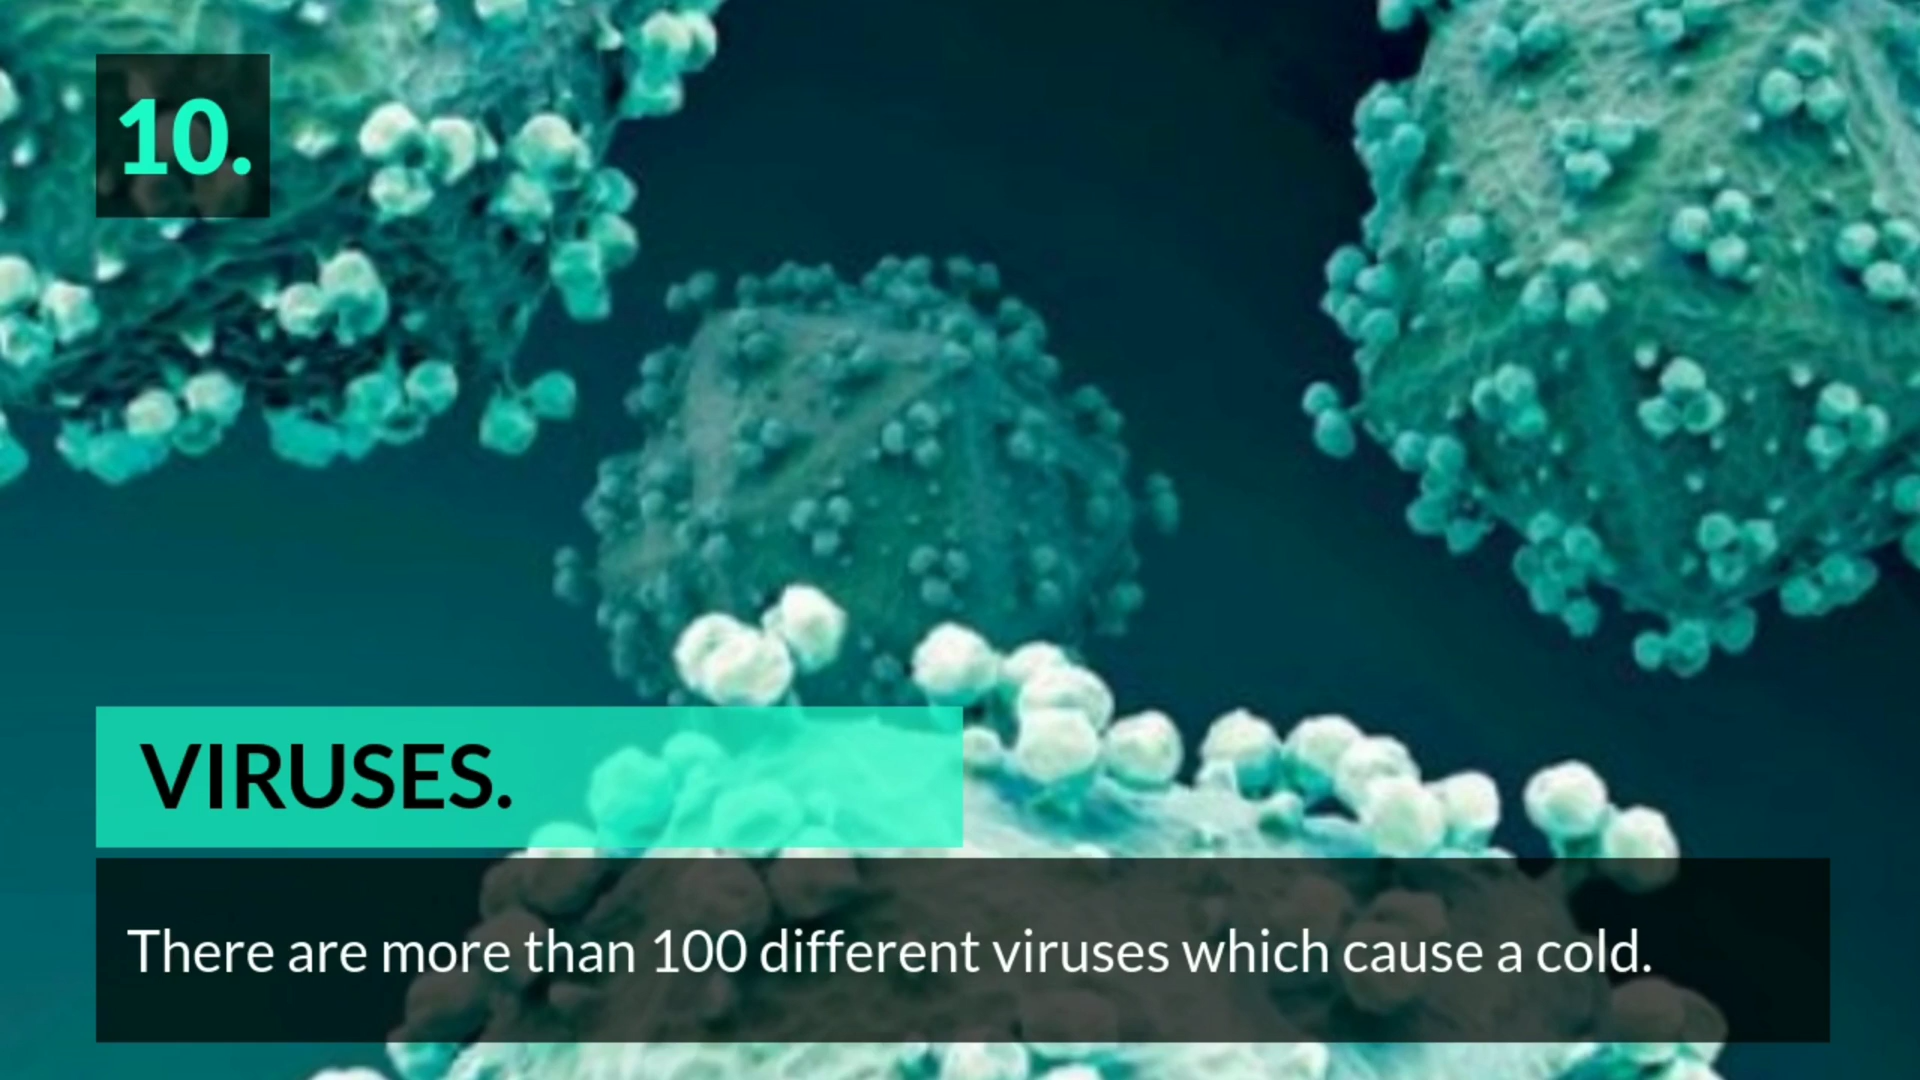 10.
VIRUSES.
There are more than 100 different viruses which cause a cold.